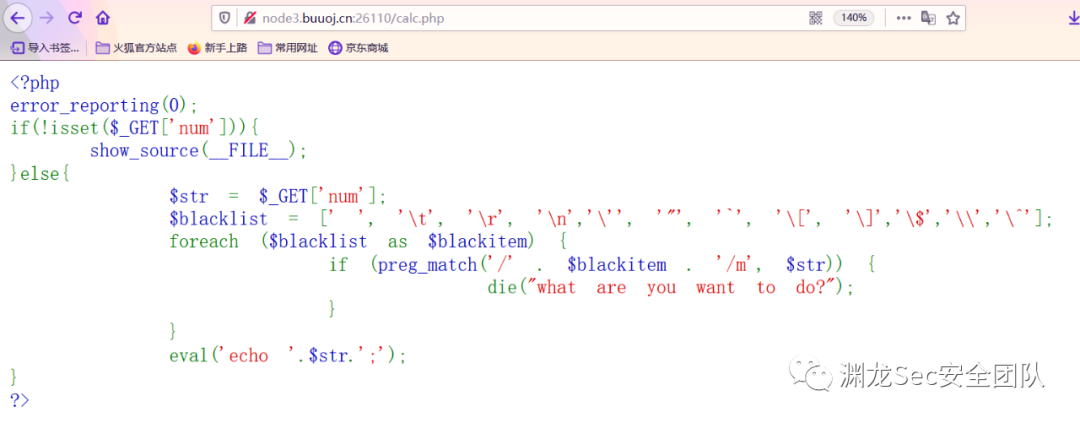 node3.buuoj.cn:26110/calc.php
140%
导入书签... 火狐官方站点 新手上路 常用网址 京东商城
<?php
error_reporting(0);
if(!isset($_GET['num'])){
        show_source(__FILE__);
}else{
                $str = $_GET['num'];
                $blacklist = [' ', '\t', '\r', '\n','\'', '"', '`', '\[', '\]','\$','\\','\^'];
                foreach ($blacklist as $blackitem) {
                                if (preg_match('/' . $blackitem . '/m', $str)) {
                                                die("what are you want to do?");
                                }
                }
                eval('echo '.$str.';');
}
?>
渊龙Sec安全团队